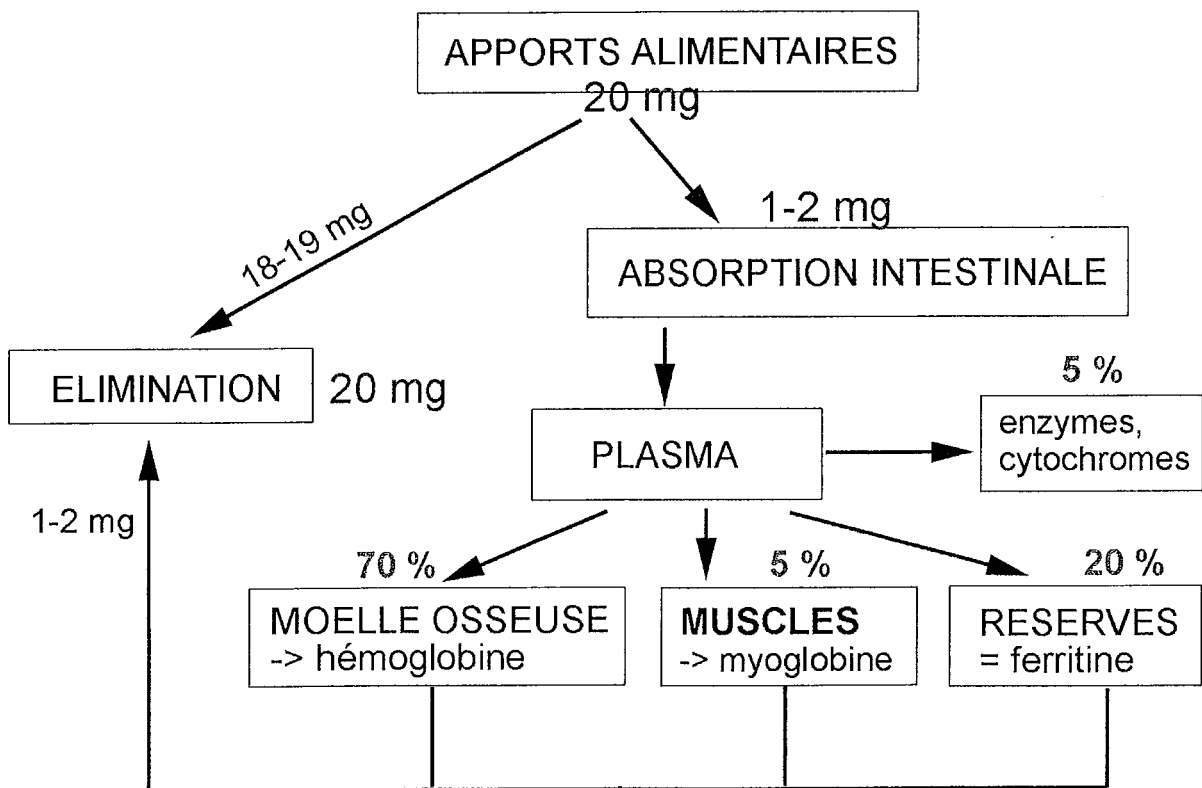 APPORTS ALIMENTAIRES
20 mg
18-19 mg
1-2 mg
ABSORPTION INTESTINALE
ELIMINATION
20 mg
5 %
enzymes,
cytochromes
PLASMA
1-2 mg
70 %
5 %
20 %
MOELLE OSSEUSE
-> hémoglobine
MUSCLES
-> myoglobine
RESERVES
= ferritine